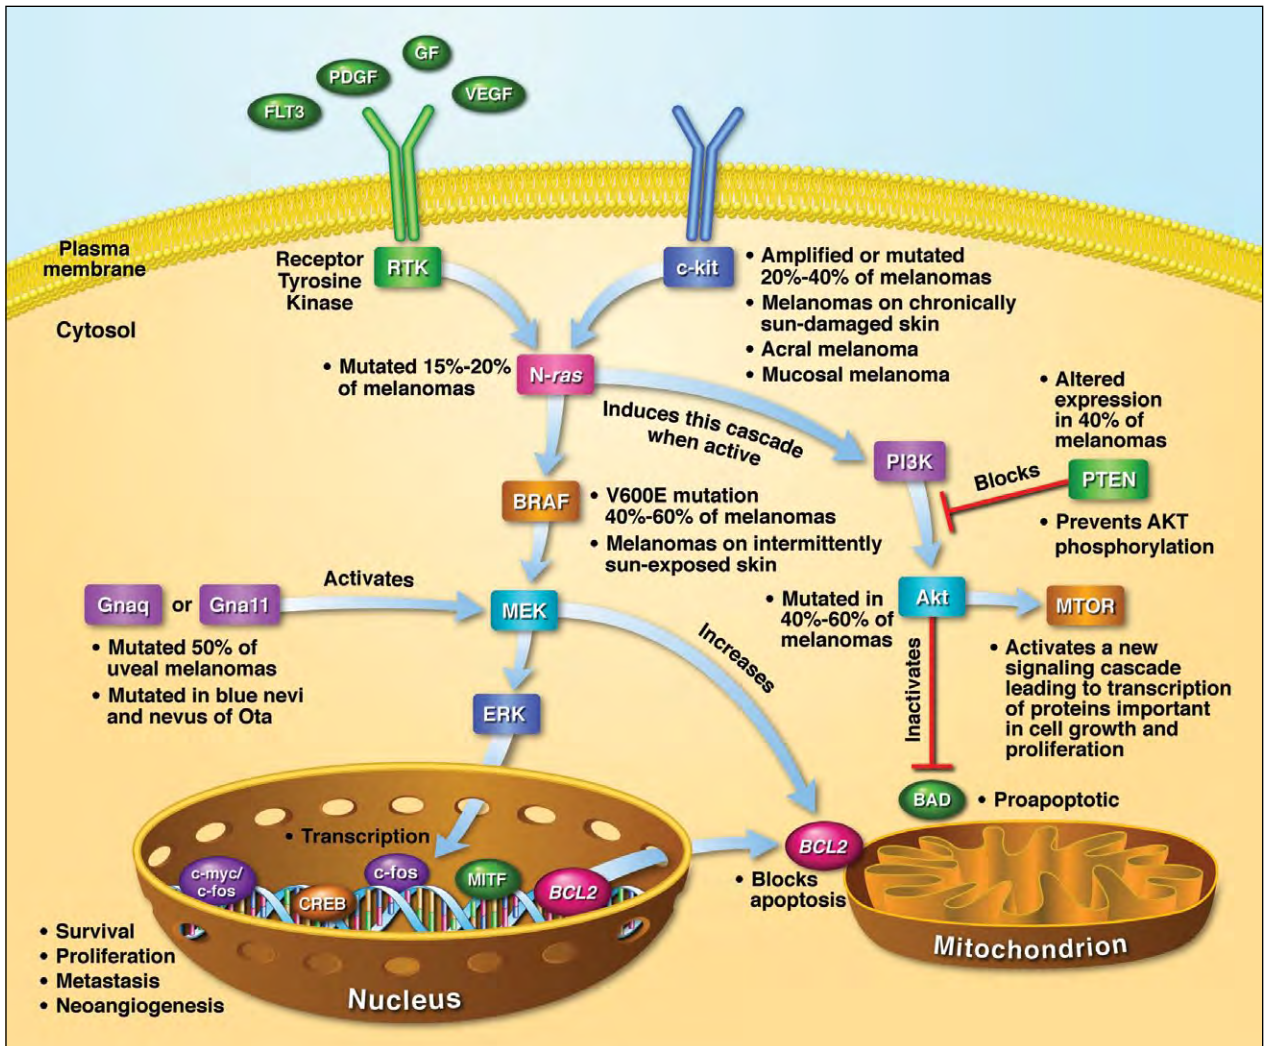 GF
PDGF
VEGF
FLT3
Plasma
membrane
Receptor
Tyrosine
Kinase
RTK
c-kit
• Amplified or mutated
20%-40% of melanomas
• Melanomas on chronically
sun-damaged skin
• Acral melanoma
• Mucosal melanoma
Cytosol
• Mutated 15%-20%
of melanomas
N-ras
Induces this cascade
when active
PI3K
• Altered
expression
in 40% of
melanomas
Blocks
PTEN
• Prevents AKT
phosphorylation
BRAF
• V600E mutation
40%-60% of melanomas
• Melanomas on intermittently
sun-exposed skin
Gnaq or Gna11
Activates
MEK
• Mutated 50% of
uveal melanomas
• Mutated in blue nevi
and nevus of Ota
Increases
• Mutated in
40%-60% of
melanomas
Akt
MTOR
• Activates a new
signaling cascade
leading to transcription
of proteins important
in cell growth and
proliferation
Inactivates
ERK
BAD
• Proapoptotic
• Transcription
c-myc/
c-fos
CREB
c-fos
MITF
BCL2
BCL2
• Blocks
apoptosis
Mitochondrion
• Survival
• Proliferation
• Metastasis
• Neoangiogenesis
Nucleus